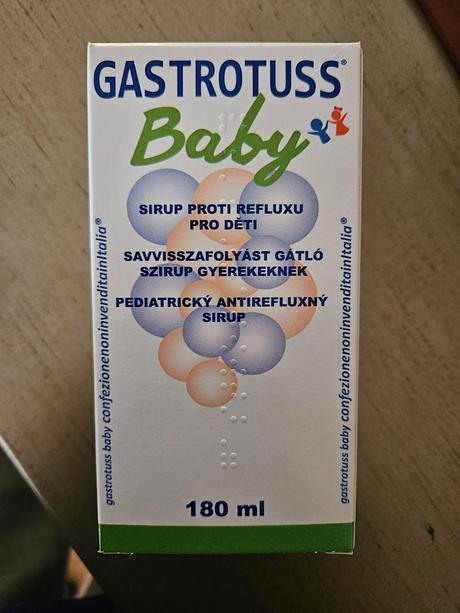 GASTROTUSS®
Baby
SIRUP PROTI REFLUXU
PRO DĚTI
SAVVISSZAFOLYÁST GÁTLÓ
SZIRUP GYEREKEKNEK
PEDIATRICKÝ ANTIREFLUXNÝ
SIRUP
gastrotuss baby confezionenoninvenditainItalia®
gastrotuss baby confezionenoninvenditainItalia®
180 ml